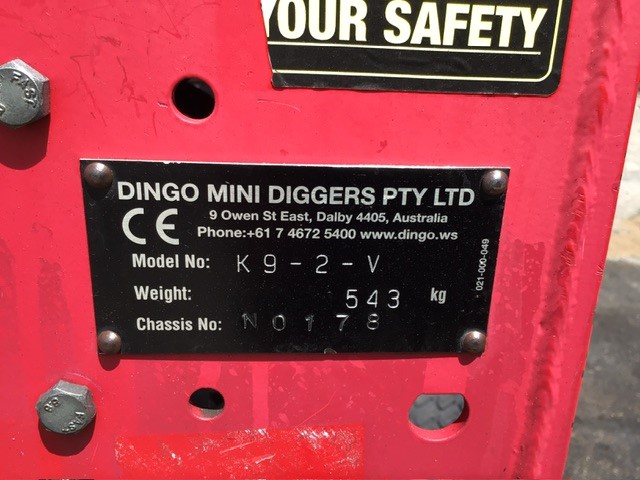 YOUR SAFETY
DINGO MINI DIGGERS PTY LTD
9 Owen St East, Dalby 4405, Australia
CE
Phone:+61 7 4672 5400 www.dingo.ws
Model No: K9-2-V
Weight: 543 kg
Chassis No: N0178
021-000-049